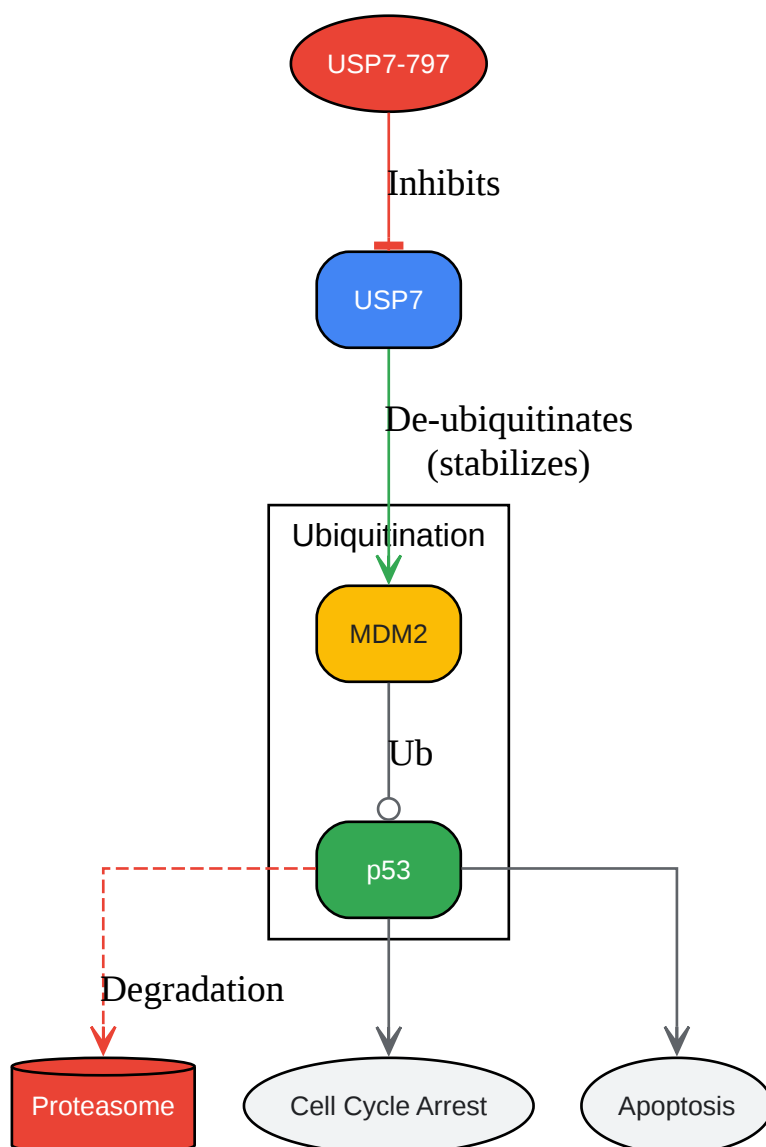 USP7-797
Inhibits
USP7
De-ubiquitinates
(stabilizes)
Ubiquitination
MDM2
Ub
p53
Degradation
Proteasome
Cell Cycle Arrest
Apoptosis